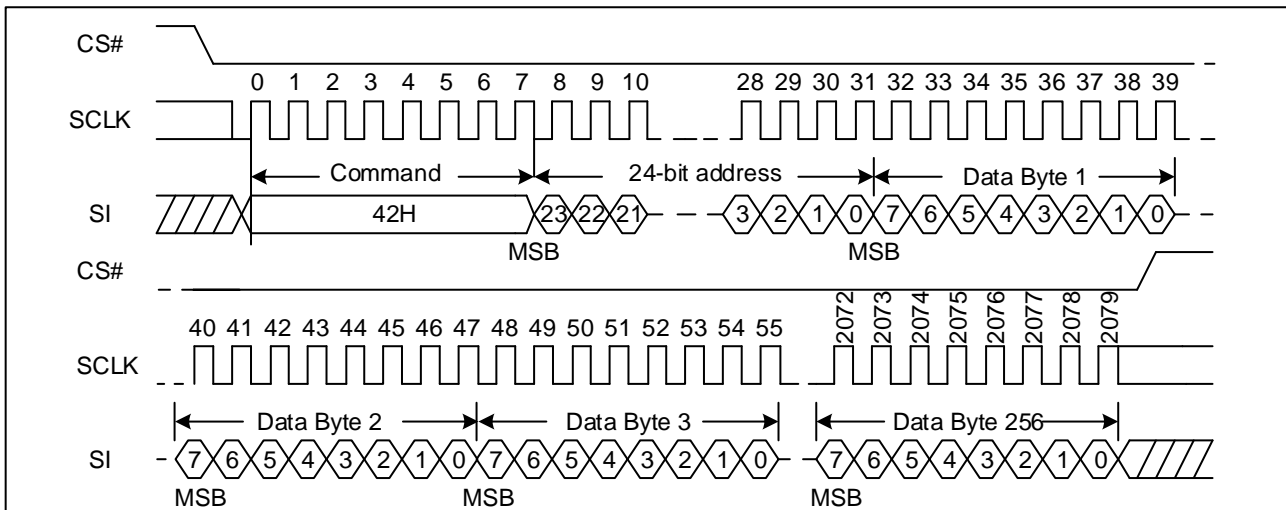 CS#
0 1 2 3 4 5 6 7 8 9 10 28 29 30 31 32 33 34 35 36 37 38 39
SCLK
Command 24-bit address Data Byte 1
SI 42H 23 22 21 3 2 1 0 7 6 5 4 3 2 1 0
MSB MSB
CS#
40 41 42 43 44 45 46 47 48 49 50 51 52 53 54 55 2072 2073 2074 2075 2076 2077 2078 2079
SCLK
Data Byte 2 Data Byte 3 Data Byte 256
SI 7 6 5 4 3 2 1 0 7 6 5 4 3 2 1 0 7 6 5 4 3 2 1 0
MSB MSB MSB